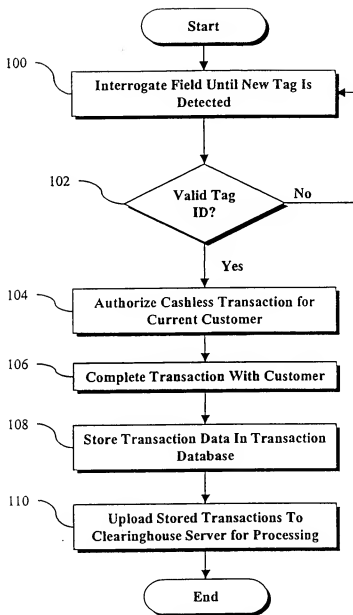 Start
100
Interrogate Field Until New Tag Is
Detected
102
Valid Tag
ID?
No
Yes
104
Authorize Cashless Transaction for
Current Customer
106
Complete Transaction With Customer
108
Store Transaction Data In Transaction
Database
110
Upload Stored Transactions To
Clearinghouse Server for Processing
End